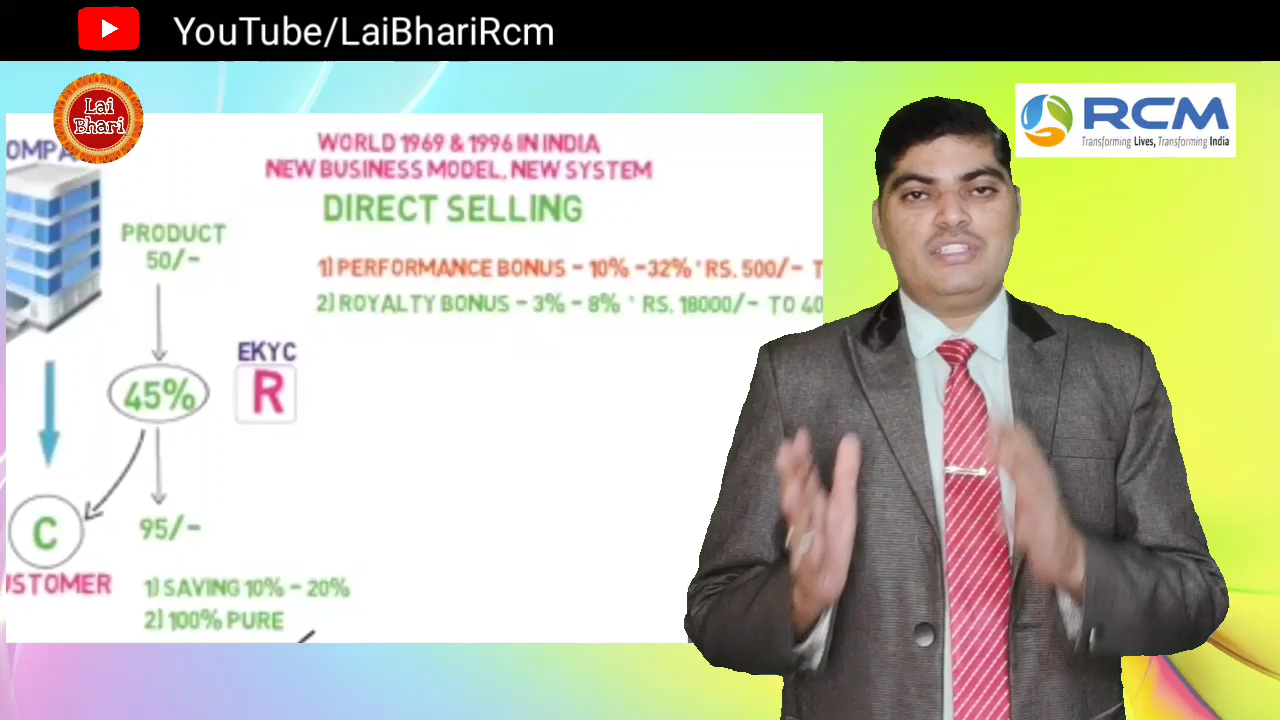 YouTube/LaiBhariRcm
Lai
Bhari
RCM
Transforming Lives, Transforming India
WORLD 1969 & 1996 IN INDIA
NEW BUSINESS MODEL, NEW SYSTEM
DIRECT SELLING
PRODUCT
50/-
1) PERFORMANCE BONUS - 10% -32% ' RS. 500/- T
2) ROYALTY BONUS - 3% - 8% ' RS. 18000/- TO 40
EKYC
R
45%
C
95/-
USTOMER
1) SAVING 10% - 20%
2) 100% PURE